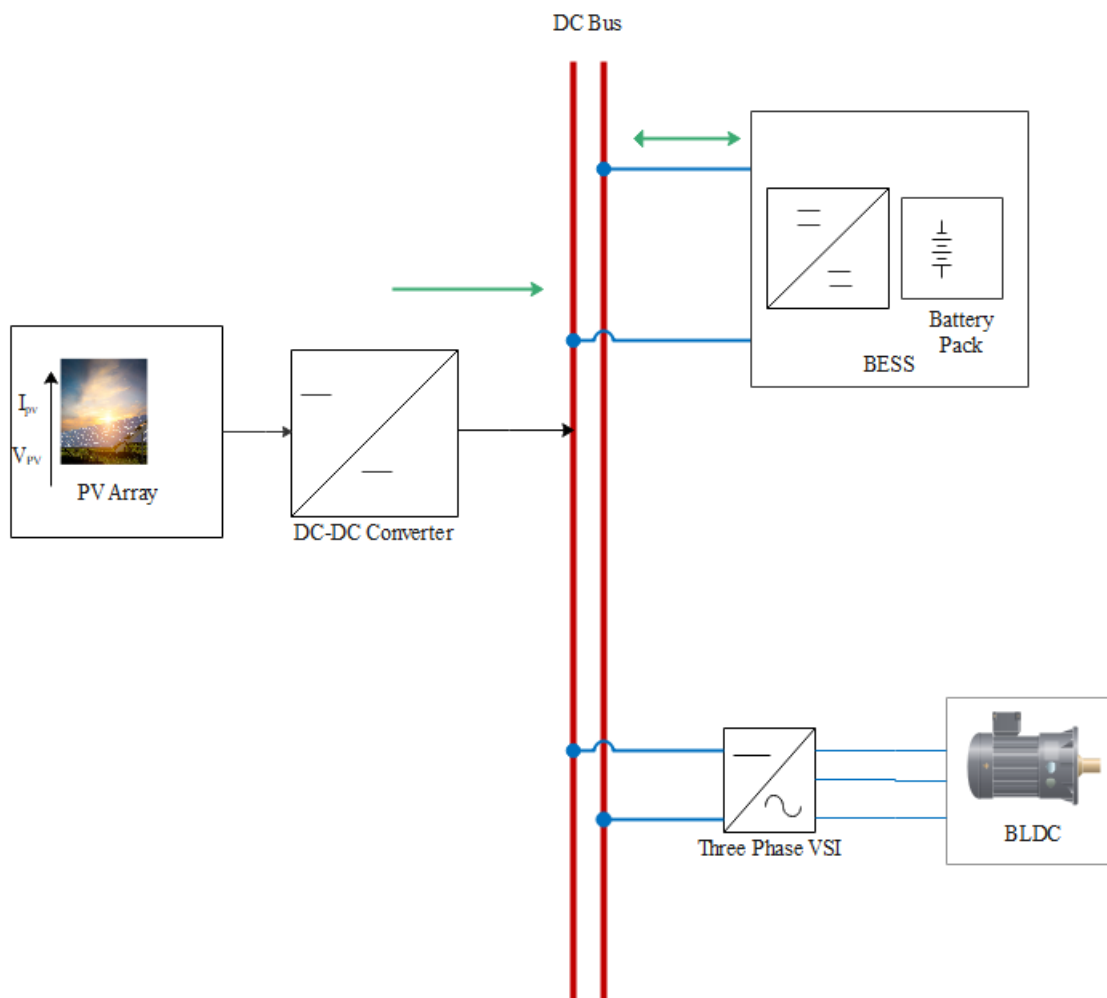 DC Bus
Battery
Pack
BESS
Ipv
VPV
PV Array
DC-DC Converter
Three Phase VSI
BLDC